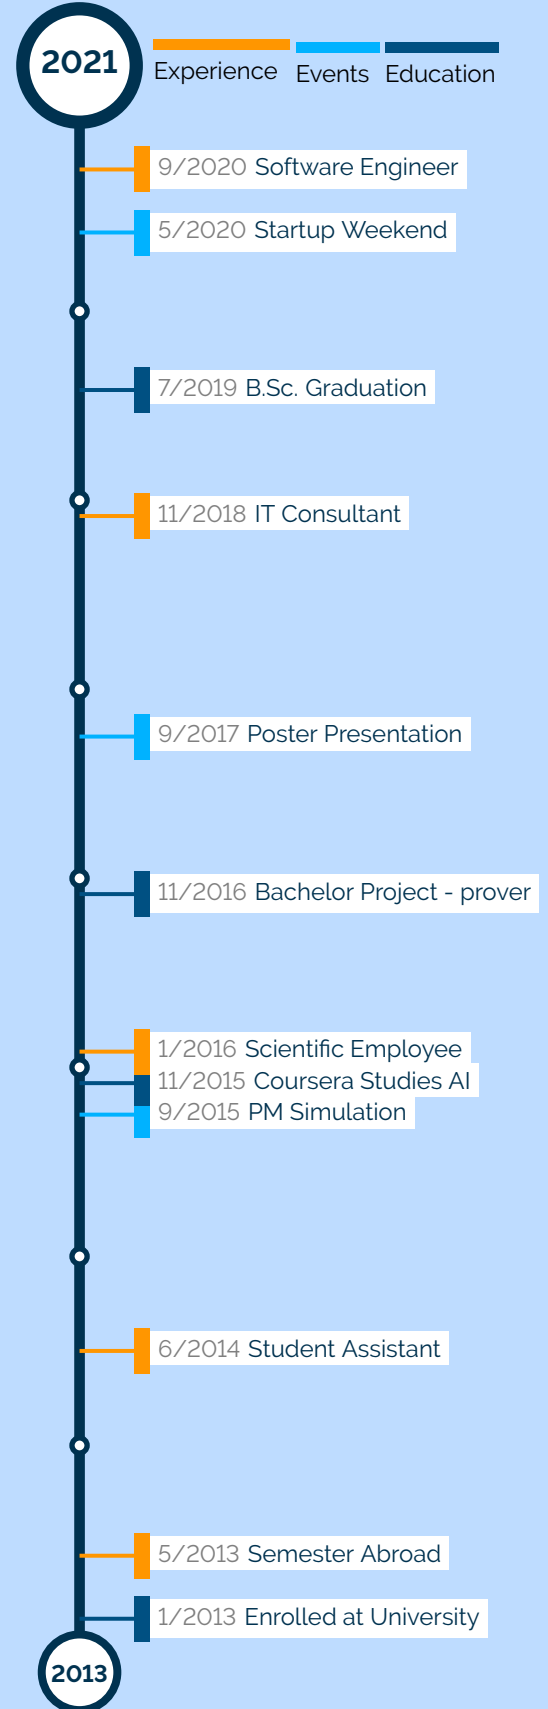 2021
Experience Events Education
9/2020 Software Engineer
5/2020 Startup Weekend
7/2019 B.Sc. Graduation
11/2018 IT Consultant
9/2017 Poster Presentation
11/2016 Bachelor Project - prover
1/2016 Scientific Employee
11/2015 Coursera Studies AI
9/2015 PM Simulation
6/2014 Student Assistant
5/2013 Semester Abroad
1/2013 Enrolled at University
2013